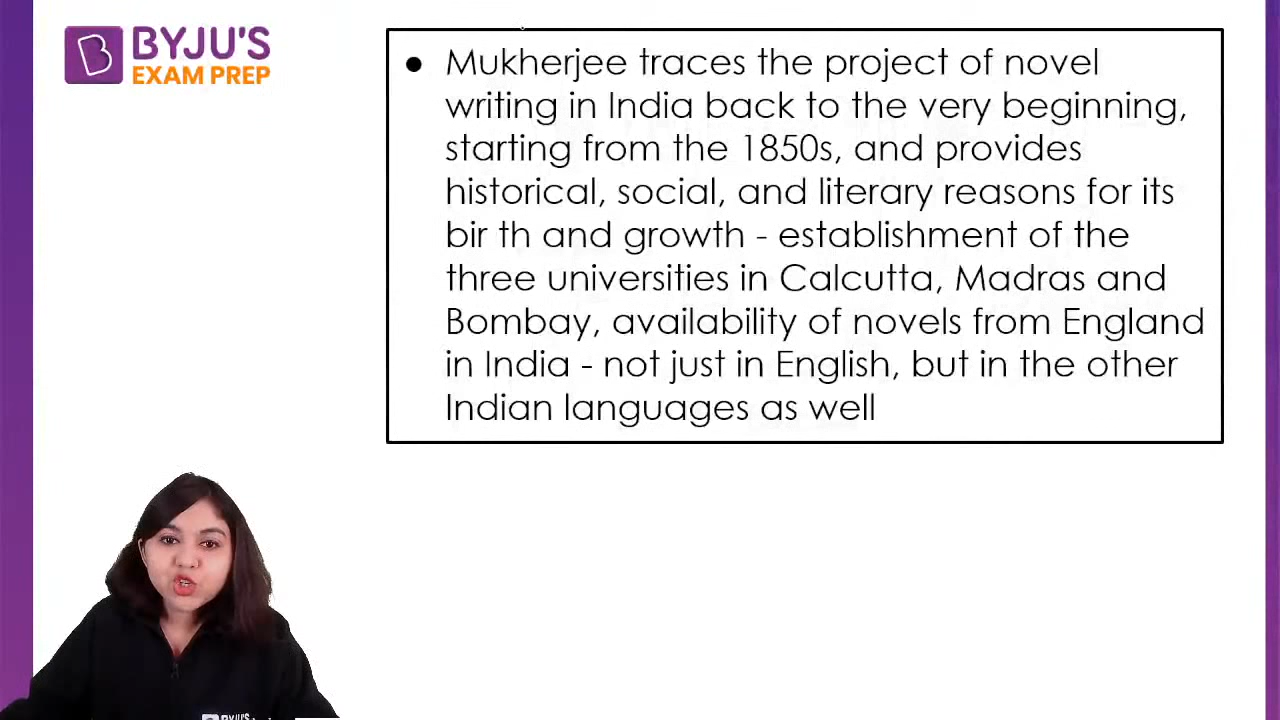 BYJU'S
EXAM PREP
● Mukherjee traces the project of novel
writing in India back to the very beginning,
starting from the 1850s, and provides
historical, social, and literary reasons for its
bir th and growth - establishment of the
three universities in Calcutta, Madras and
Bombay, availability of novels from England
in India - not just in English, but in the other
Indian languages as well
BYJU'S